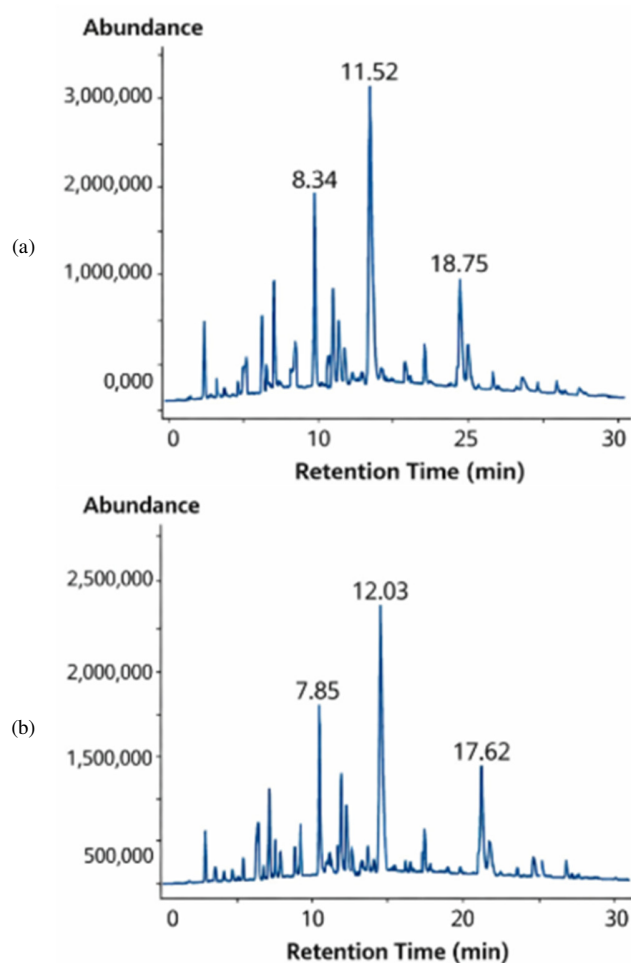 Abundance
3,000,000
2,000,000
1,000,000
0,000
11.52
8.34
18.75
(a)
0 10 25 30
Retention Time (min)
Abundance
2,500,000
2,000,000
1,500,000
500,000
12.03
7.85
17.62
(b)
0 10 20 30
Retention Time (min)